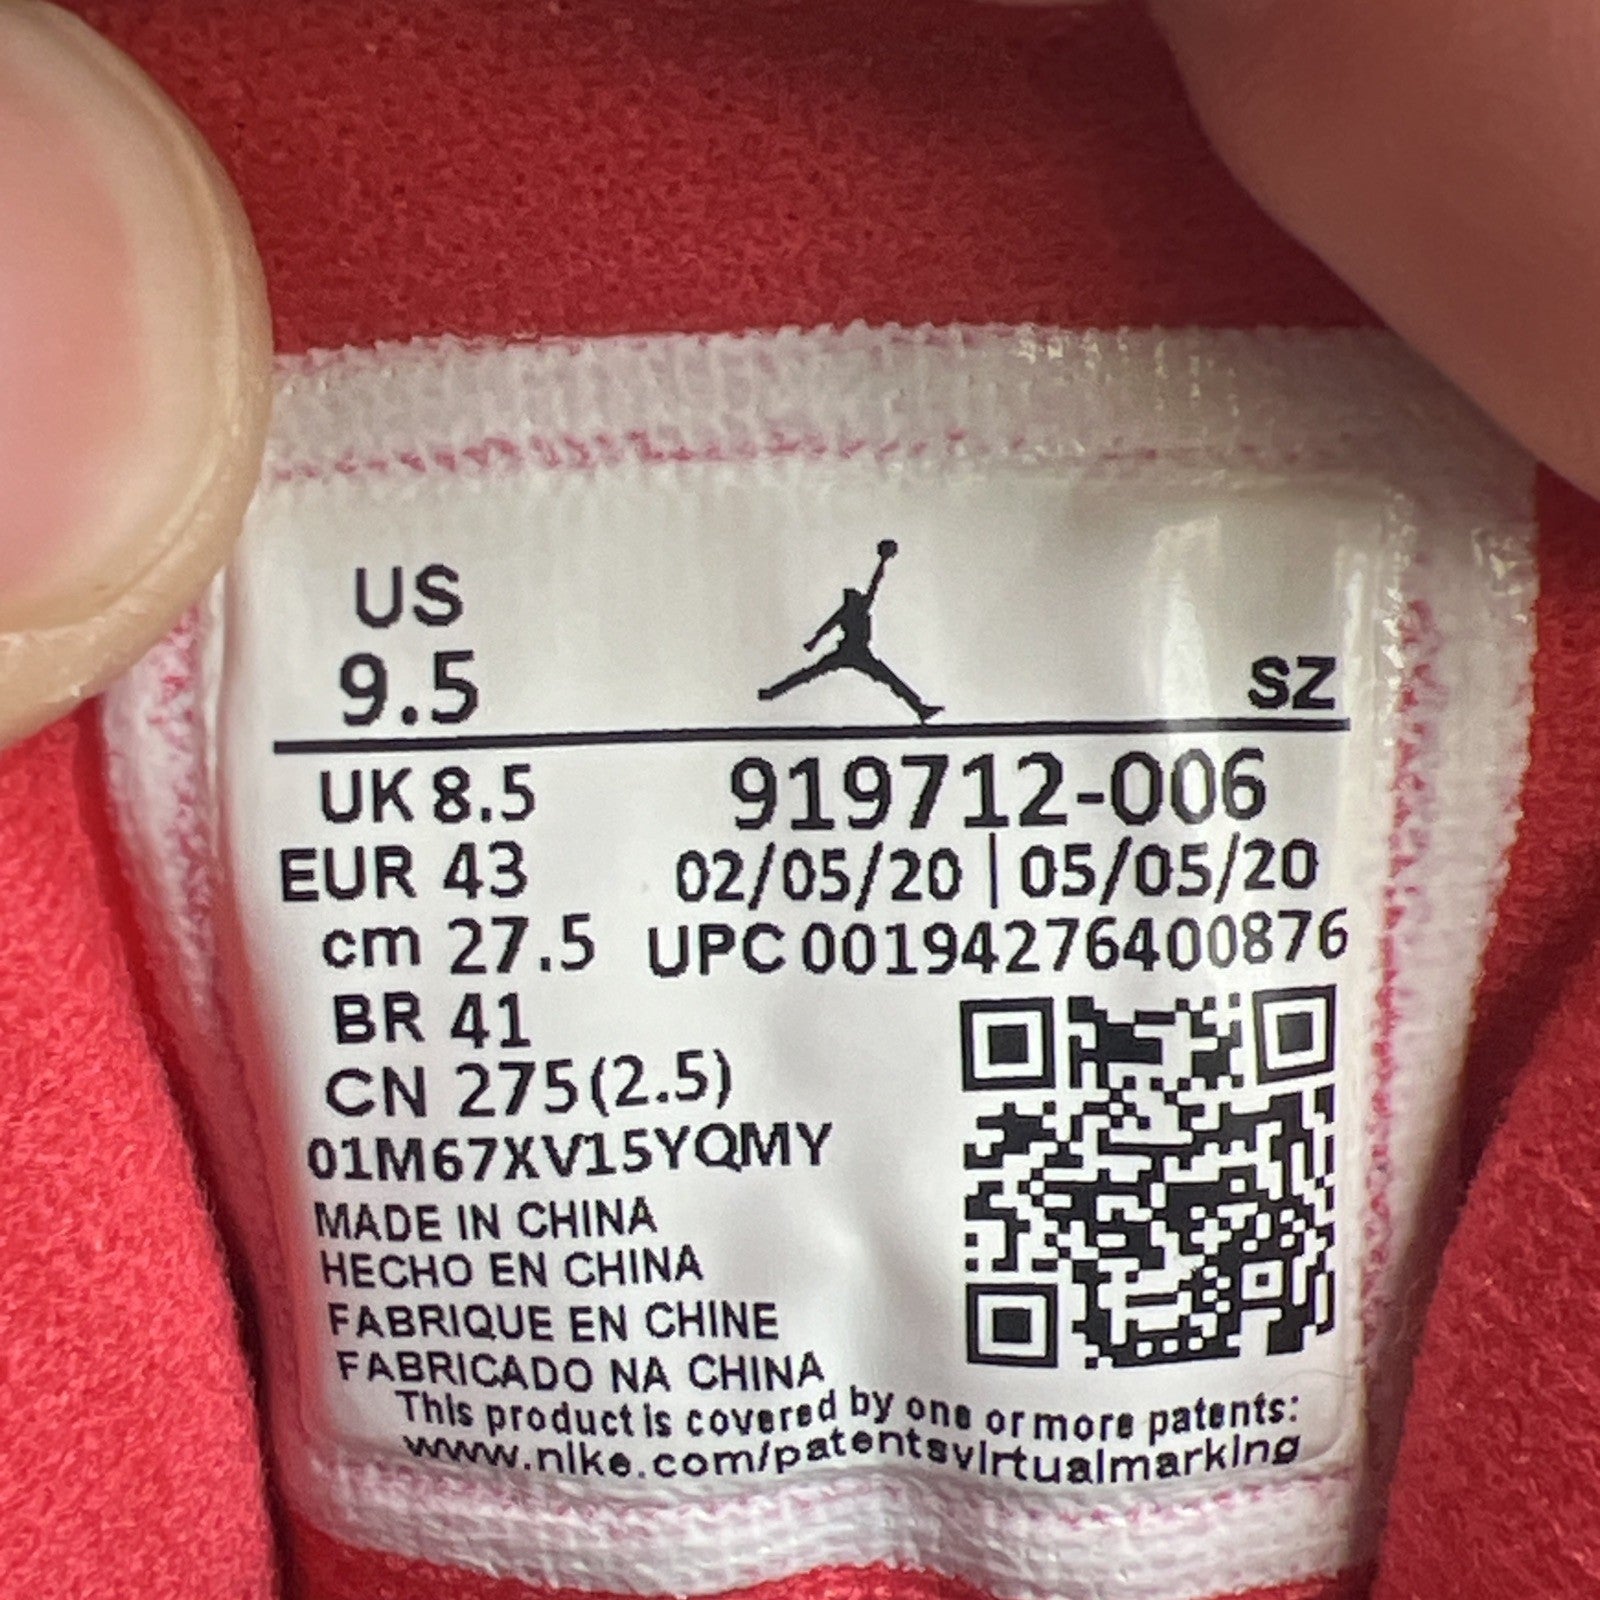 US
9.5
SZ
UK 8.5
919712-006
EUR 43
02/05/20 | 05/05/20
cm 27.5
UPC 00194276400876
BR 41
CN 275(2.5)
01M67XV15YQMY
MADE IN CHINA
HECHO EN CHINA
FABRIQUE EN CHINE
FABRICADO NA CHINA
This product is covered by one or more patents:
www.nike.com/patentsvirtualmarking